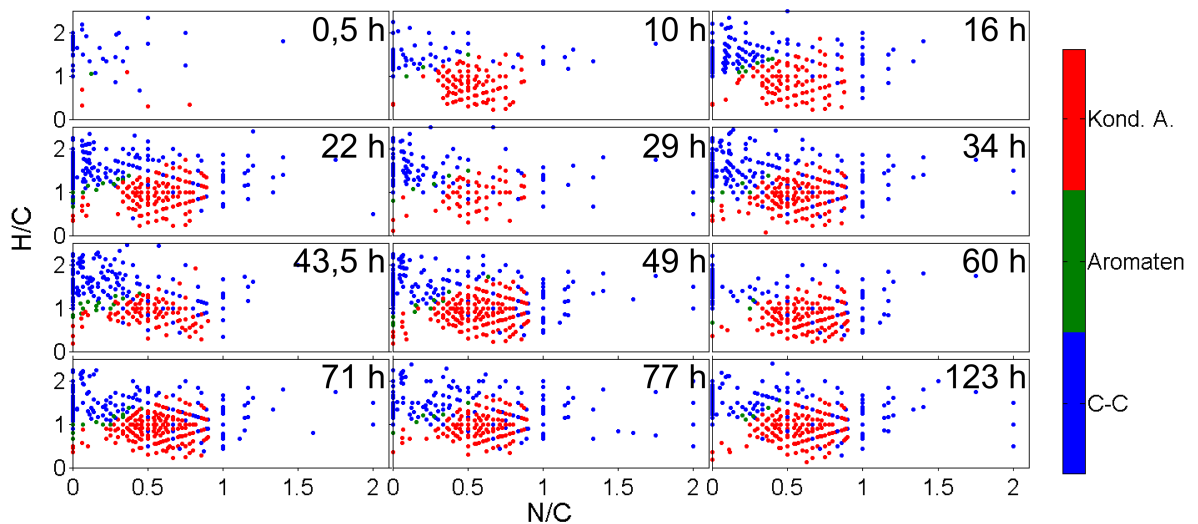 0,5 h
10 h
16 h
2
1
0
22 h
29 h
34 h
2
1
0
43,5 h
49 h
60 h
2
1
0
71 h
77 h
123 h
2
1
0
0 0.5 1 1.5 2
0 0.5 1 1.5 2
0 0.5 1 1.5 2
H/C
N/C
Kond. A.
Aromaten
C-C